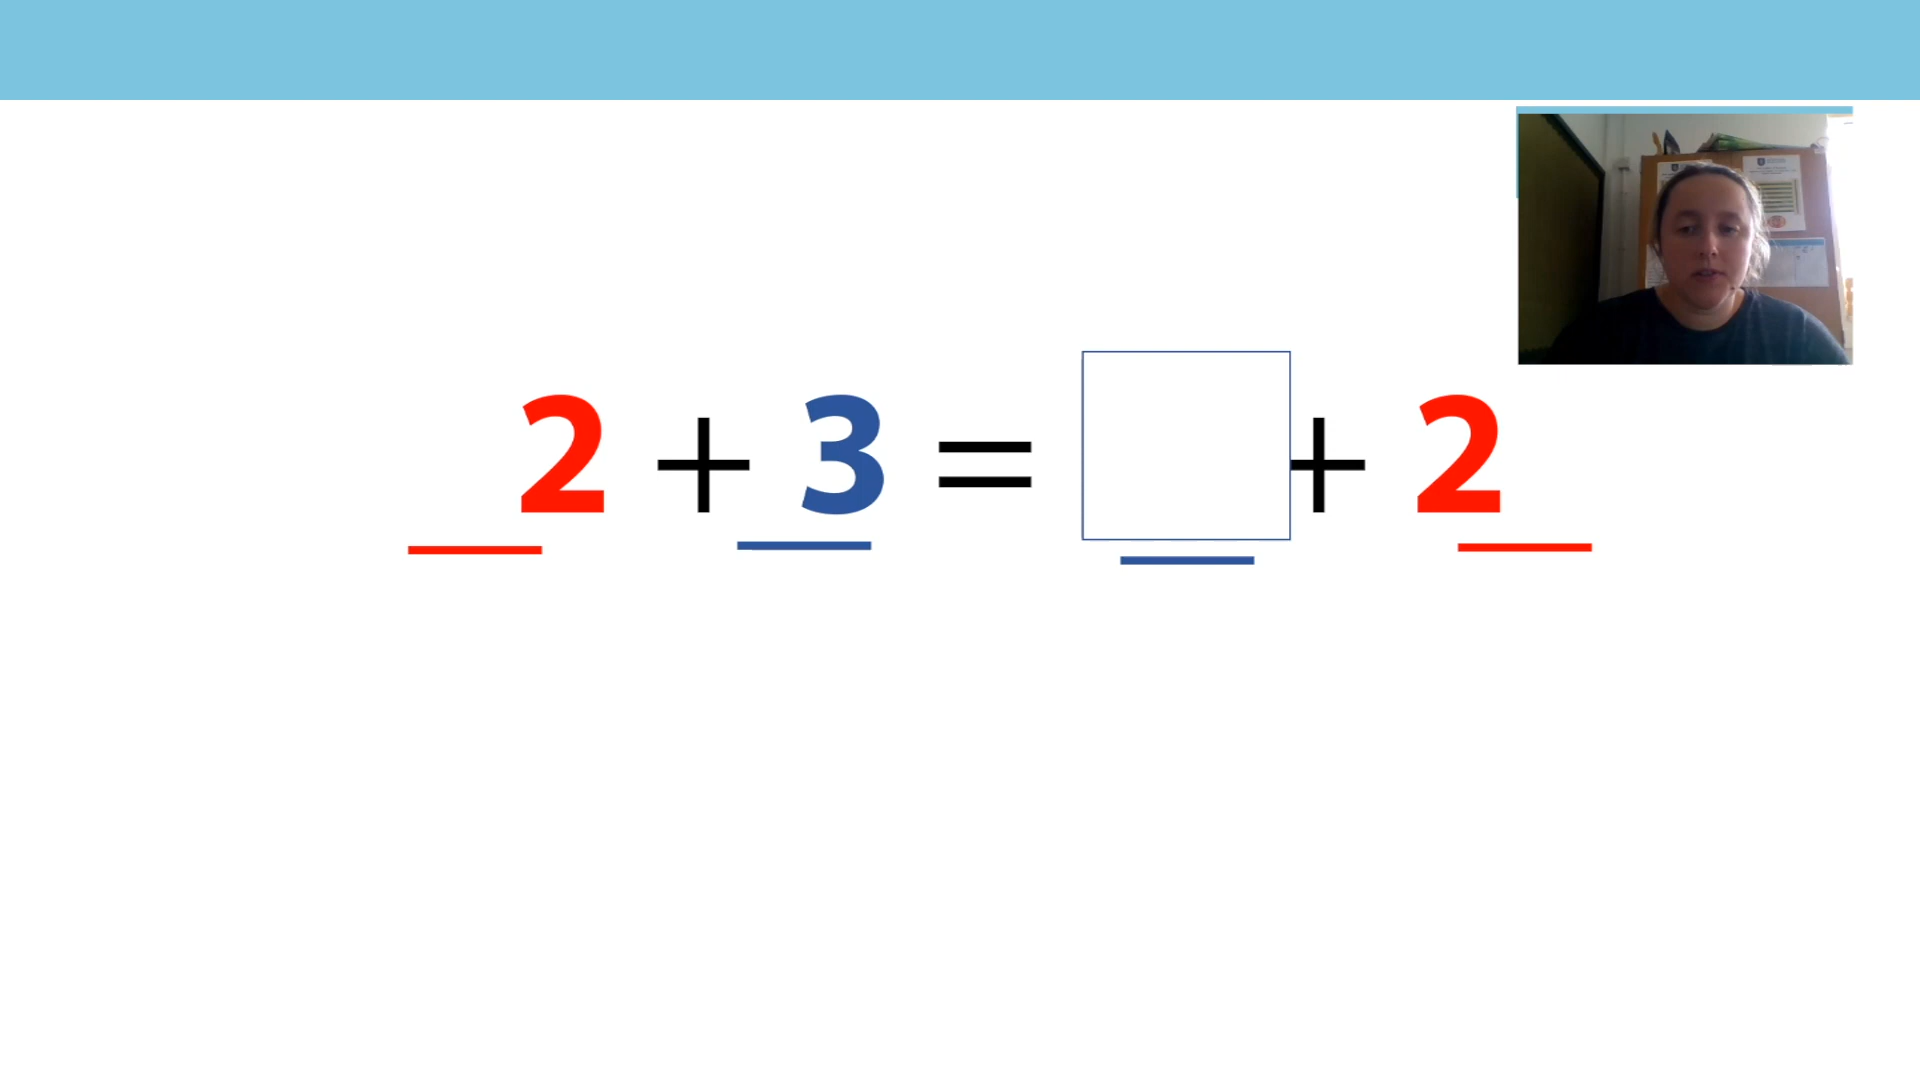 2 + 3 = + 2